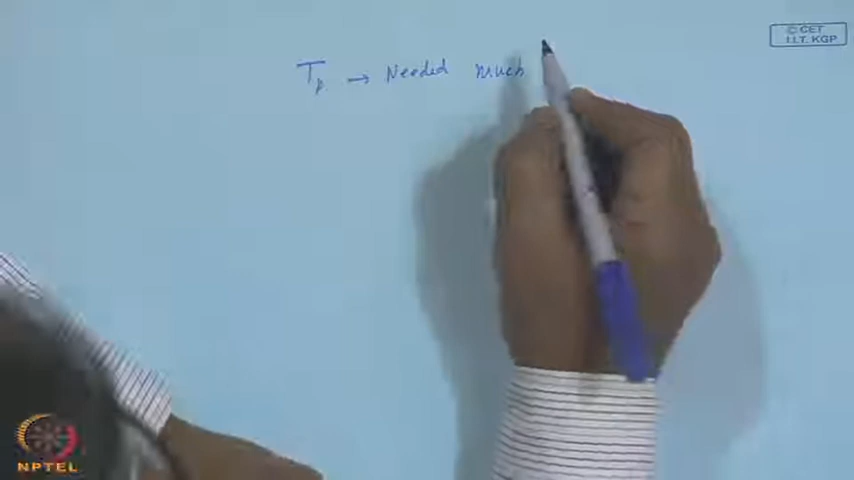 © CET
I.I.T. KGP
Tp → Needed much
NPTEL